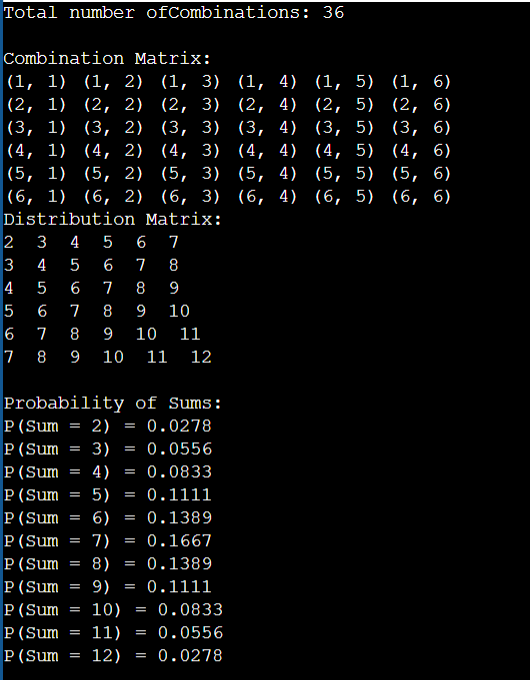 Total number ofCombinations: 36
Combination Matrix:
(1, 1) (1, 2) (1, 3) (1, 4) (1, 5) (1, 6)
(2, 1) (2, 2) (2, 3) (2, 4) (2, 5) (2, 6)
(3, 1) (3, 2) (3, 3) (3, 4) (3, 5) (3, 6)
(4, 1) (4, 2) (4, 3) (4, 4) (4, 5) (4, 6)
(5, 1) (5, 2) (5, 3) (5, 4) (5, 5) (5, 6)
(6, 1) (6, 2) (6, 3) (6, 4) (6, 5) (6, 6)
Distribution Matrix:
2 3 4 5 6 7
3 4 5 6 7 8
4 5 6 7 8 9
5 6 7 8 9 10
6 7 8 9 10 11
7 8 9 10 11 12
Probability of Sums:
P(Sum = 2) = 0.0278
P(Sum = 3) = 0.0556
P(Sum = 4) = 0.0833
P(Sum = 5) = 0.1111
P(Sum = 6) = 0.1389
P(Sum = 7) = 0.1667
P(Sum = 8) = 0.1389
P(Sum = 9) = 0.1111
P(Sum = 10) = 0.0833
P(Sum = 11) = 0.0556
P(Sum = 12) = 0.0278